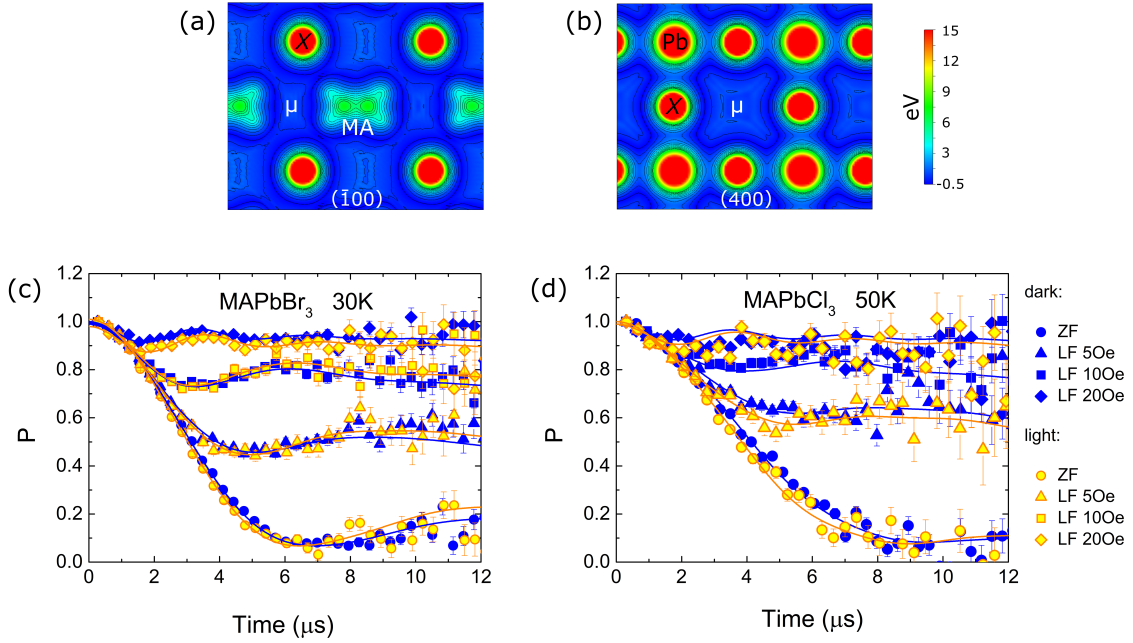 (a)
X
μ
MA
(1̄00)
(b)
Pb
X
μ
(400)
15
12
9
6
3
-0.5
eV
(c)
MAPbBr3 30K
P
1.2
1.0
0.8
0.6
0.4
0.2
0.0
0 2 4 6 8 10 12
Time (μs)
(d)
MAPbCl3 50K
P
1.2
1.0
0.8
0.6
0.4
0.2
0.0
0 2 4 6 8 10 12
Time (μs)
dark:
ZF
LF 5Oe
LF 10Oe
LF 20Oe
light:
ZF
LF 5Oe
LF 10Oe
LF 20Oe